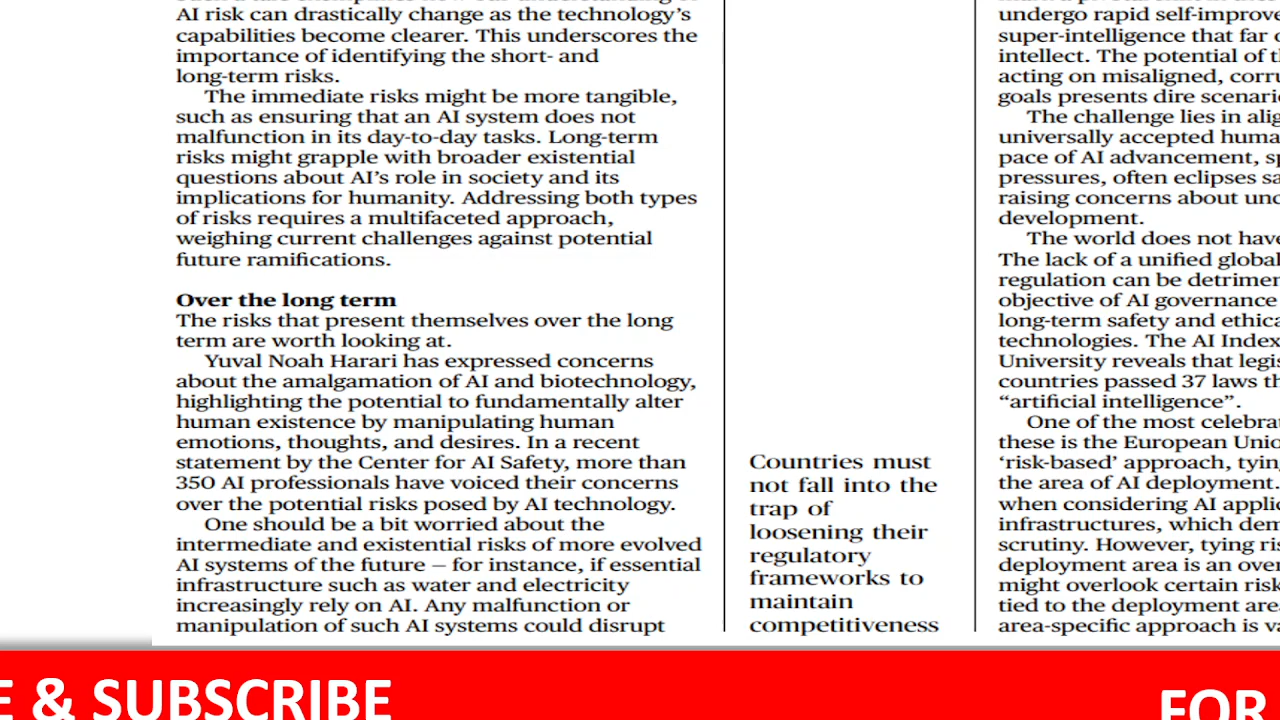 AI risk can drastically change as the technology's
capabilities become clearer. This underscores the
importance of identifying the short- and
long-term risks.
The immediate risks might be more tangible,
such as ensuring that an AI system does not
malfunction in its day-to-day tasks. Long-term
risks might grapple with broader existential
questions about AI's role in society and its
implications for humanity. Addressing both types
of risks requires a multifaceted approach,
weighing current challenges against potential
future ramifications.
Over the long term
The risks that present themselves over the long
term are worth looking at.
Yuval Noah Harari has expressed concerns
about the amalgamation of AI and biotechnology,
highlighting the potential to fundamentally alter
human existence by manipulating human
emotions, thoughts, and desires. In a recent
statement by the Center for AI Safety, more than
350 AI professionals have voiced their concerns
over the potential risks posed by AI technology.
One should be a bit worried about the
intermediate and existential risks of more evolved
AI systems of the future – for instance, if essential
infrastructure such as water and electricity
increasingly rely on AI. Any malfunction or
manipulation of such AI systems could disrupt
Countries must
not fall into the
trap of
loosening their
regulatory
frameworks to
maintain
competitiveness
undergo rapid self-improve
super-intelligence that far
intellect. The potential of
acting on misaligned,
goals presents dire
The challenge lies in
universally accepted
pace of AI advancement,
pressures, often eclipses
raising concerns about
development.
The world does not have
The lack of a unified global
regulation can be
objective of AI governance
long-term safety and
technologies. The AI Index
University reveals that
countries passed 37 laws
“artificial intelligence”.
One of the most
these is the European
‘risk-based’ approach,
the area of AI deployment.
when considering AI
infrastructures, which
scrutiny. However, tying
deployment area is an
might overlook certain
tied to the deployment
area-specific approach is
& SUBSCRIBE
FOR